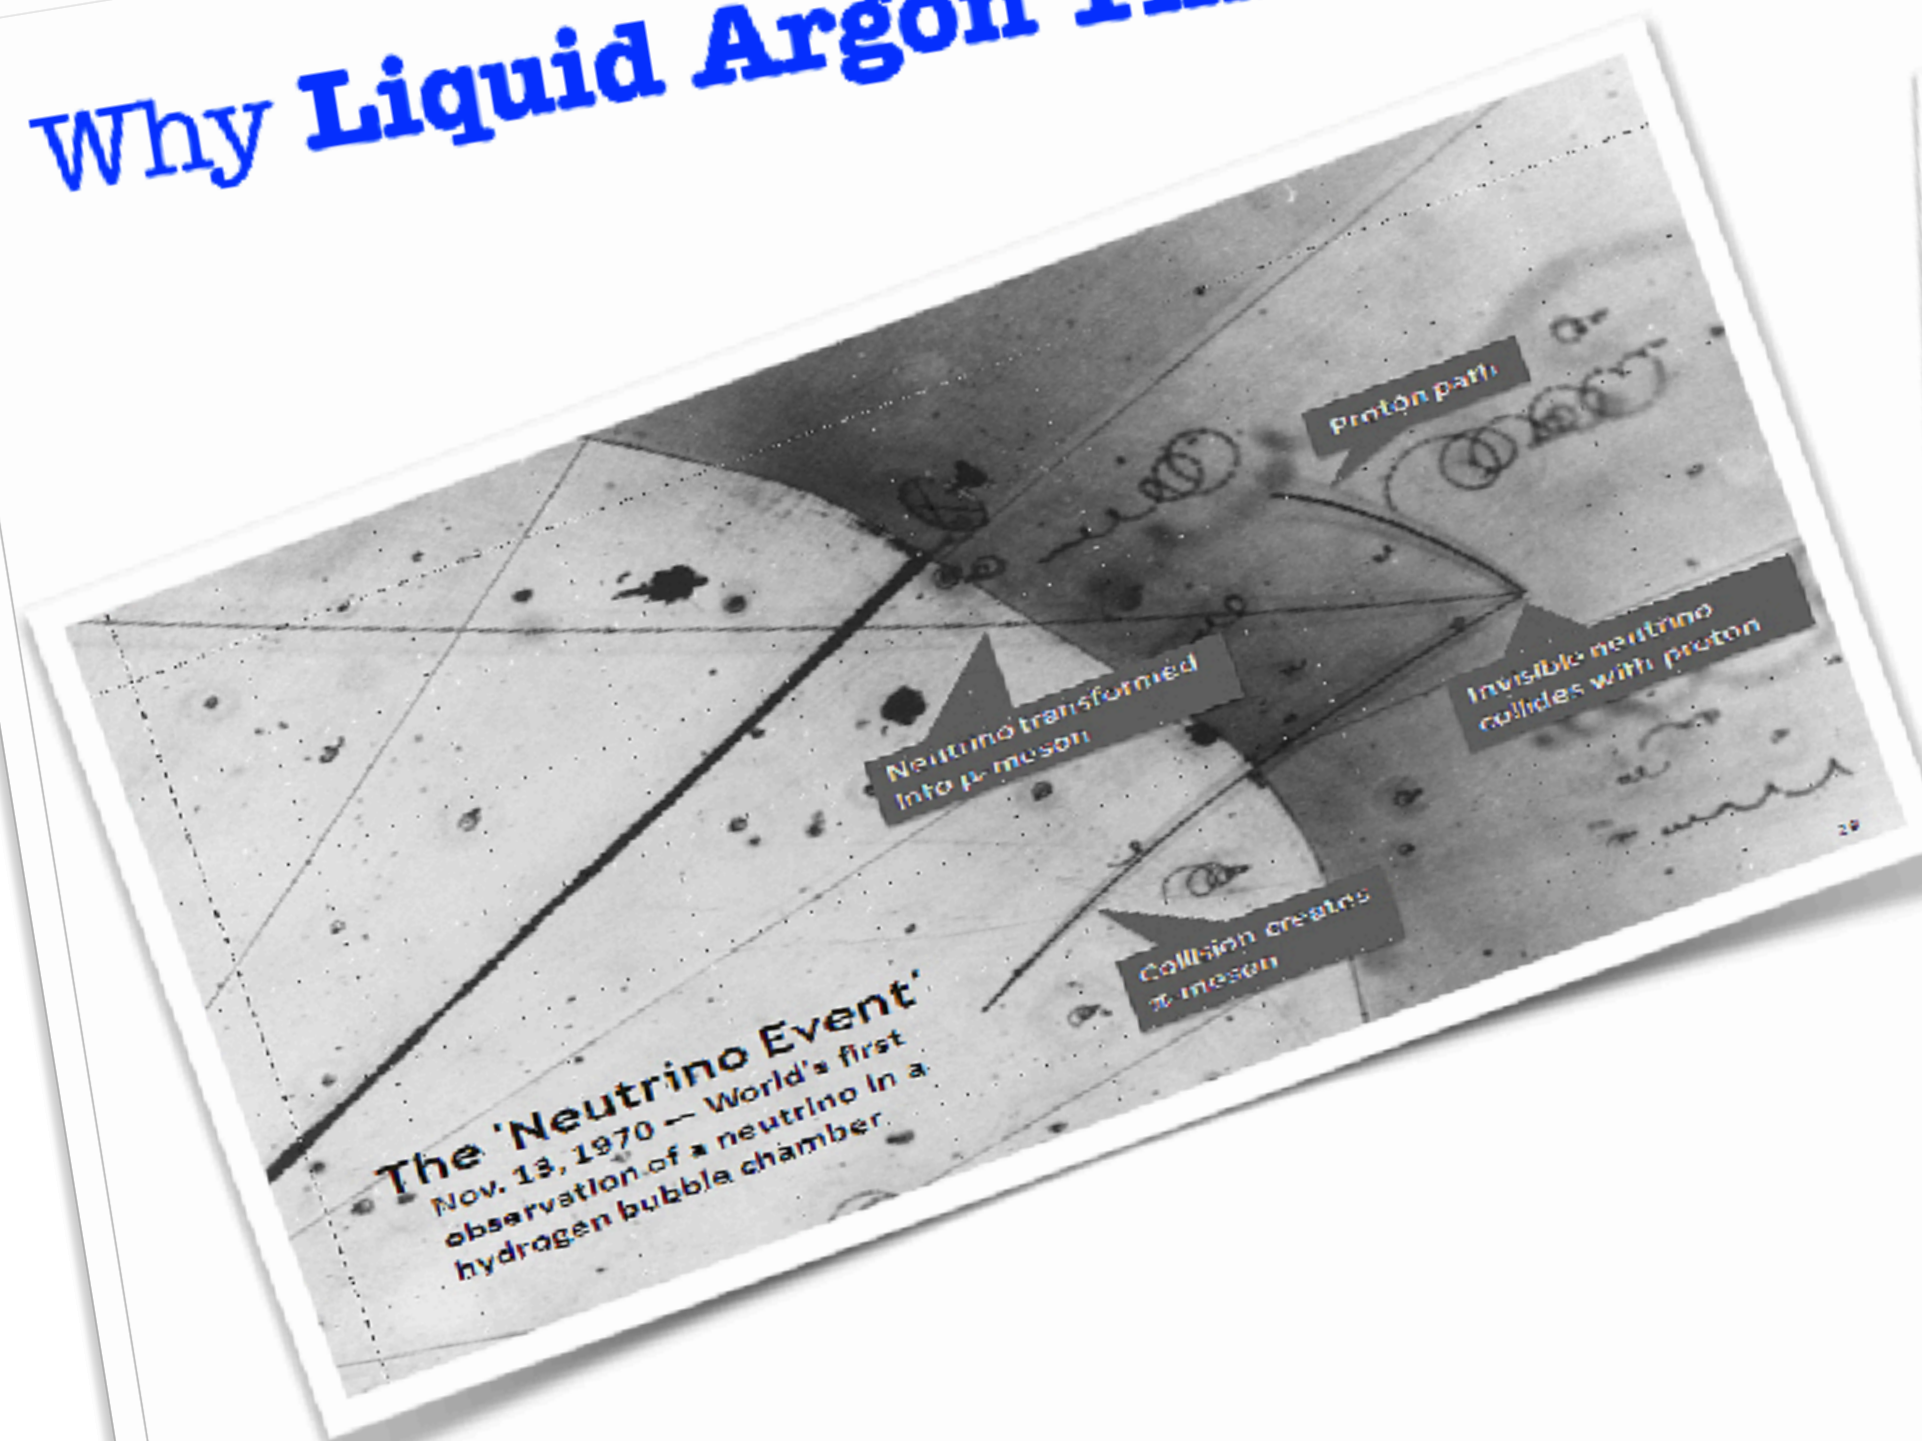 Why Liquid Argon
Proton path
Invisible neutrino
collides with proton
Neutrino transformed
into μ-meson
Collision creates
π-meson
The 'Neutrino Event'
Nov. 13, 1970 — World's first
observation of a neutrino in a
hydrogen bubble chamber